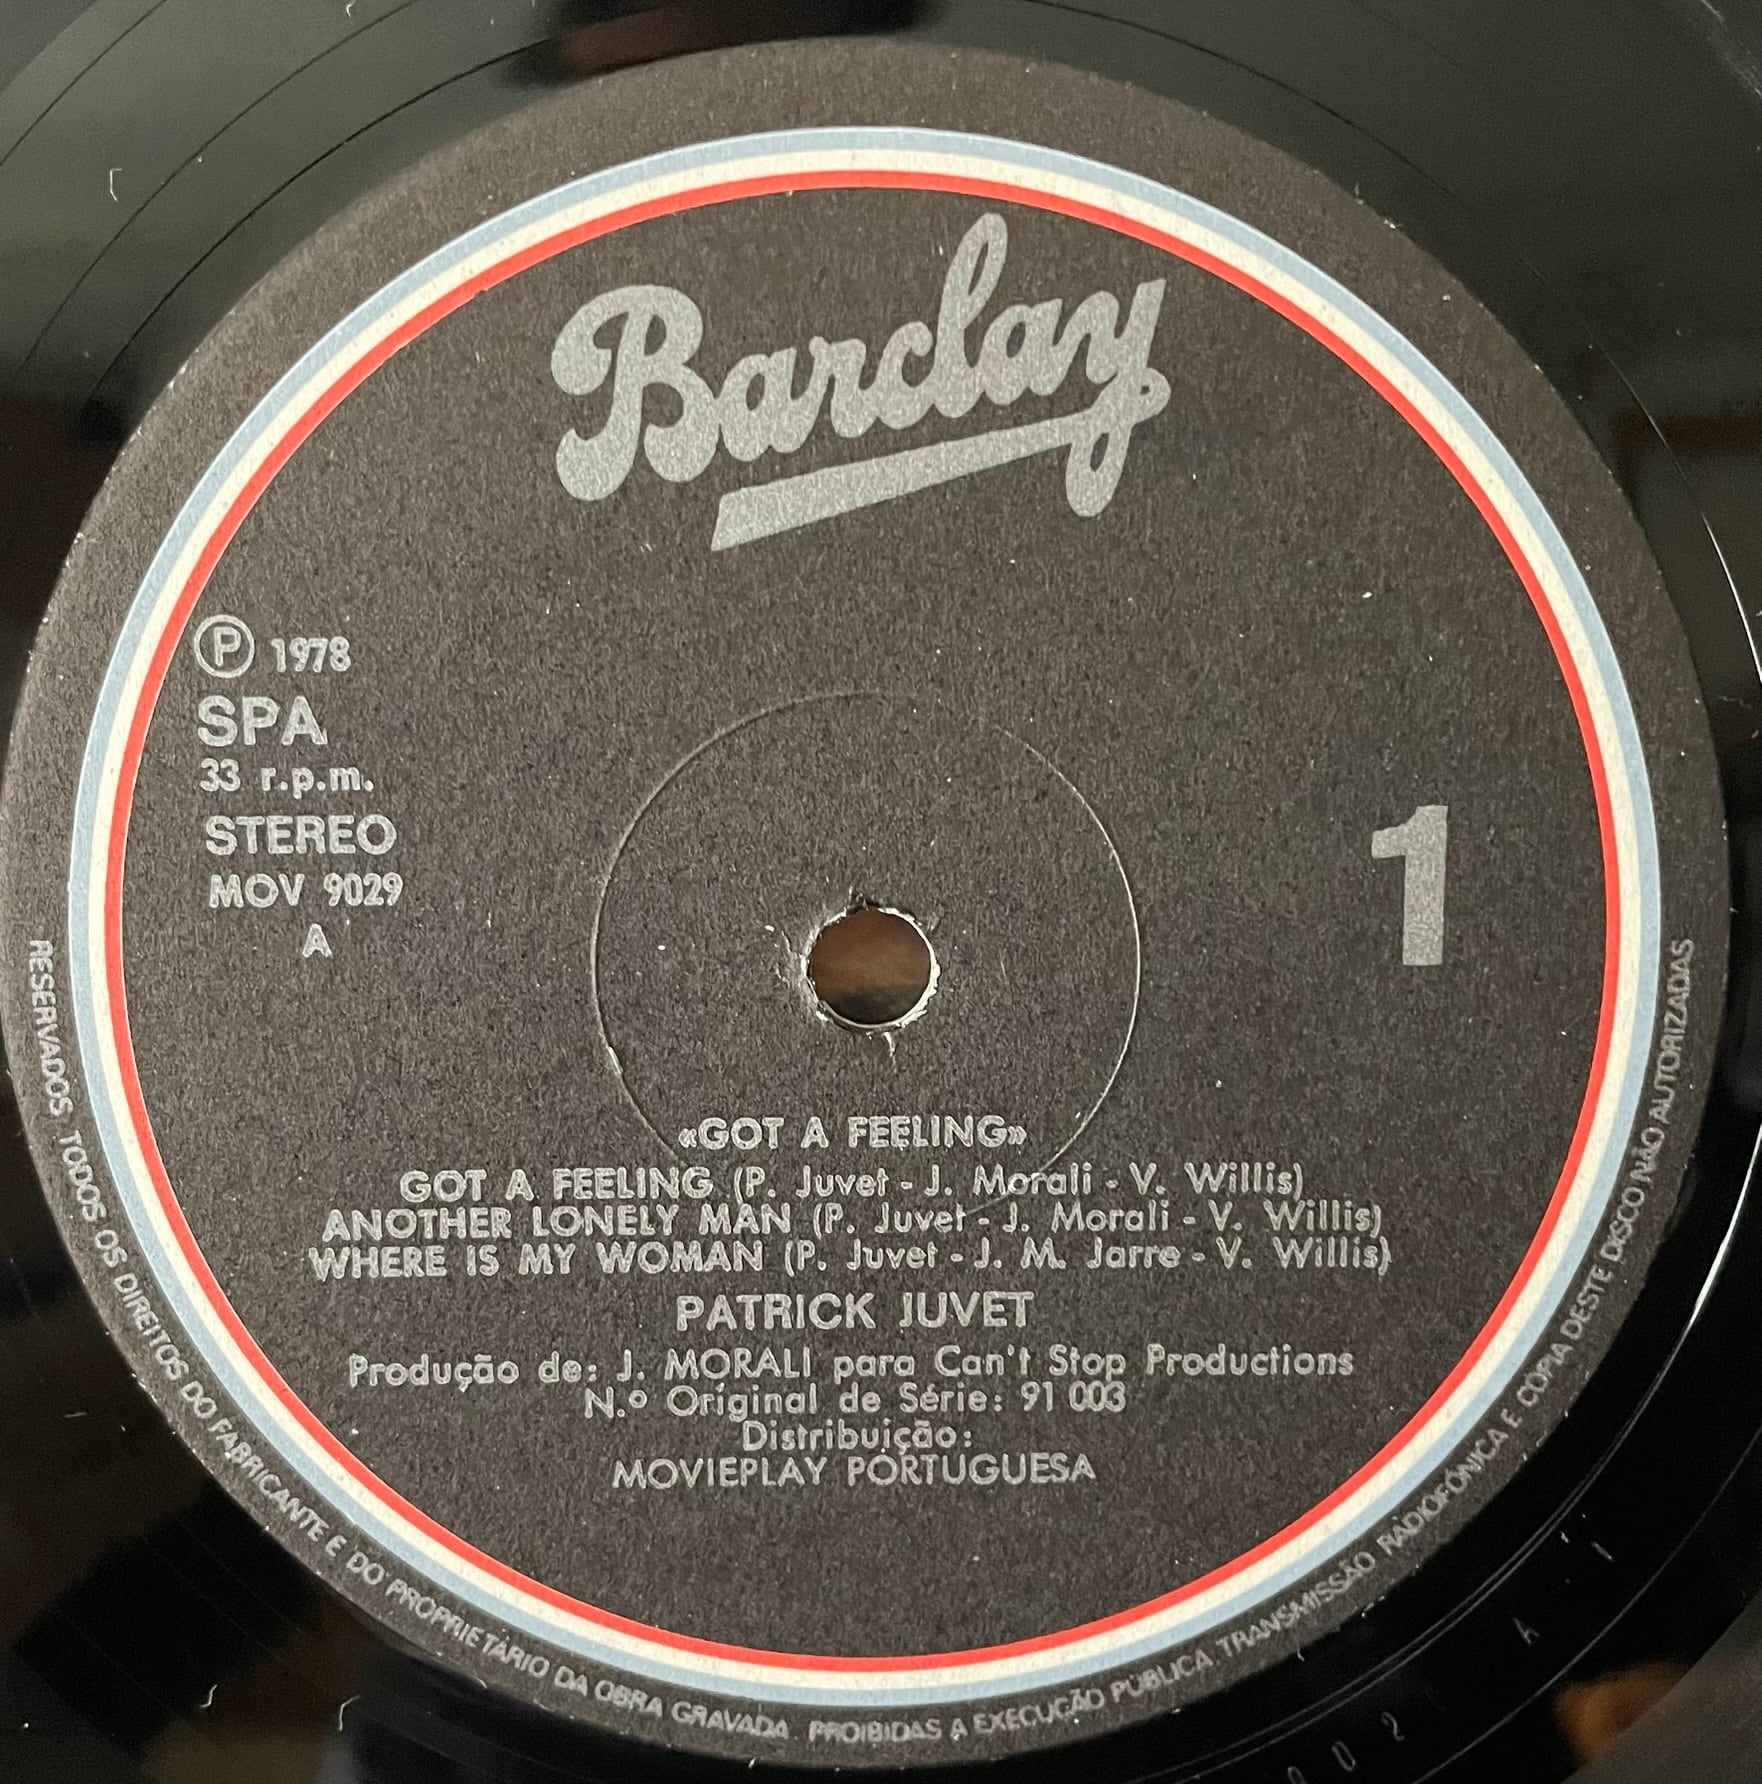 Barclay
Ⓟ 1978
SPA
33 r.p.m.
STEREO
MOV 9029
A
1
«GOT A FEELING»
GOT A FEELING (P. Juvet - J. Morali - V. Willis)
ANOTHER LONELY MAN (P. Juvet - J. Morali - V. Willis)
WHERE IS MY WOMAN (P. Juvet - J. M. Jarre - V. Willis)
PATRICK JUVET
Produção de: J. MORALI para Can't Stop Productions
N.º Original de Série: 91 003
Distribuição:
MOVIEPLAY PORTUGUESA
RESERVADOS TODOS OS DIREITOS DO FABRICANTE E DO PROPRIETÁRIO DA OBRA GRAVADA. PROIBIDAS A EXECUÇÃO PÚBLICA, TRANSMISSÃO RADIOFÓNICA E COPIA DESTE DISCO NÃO AUTORIZADAS